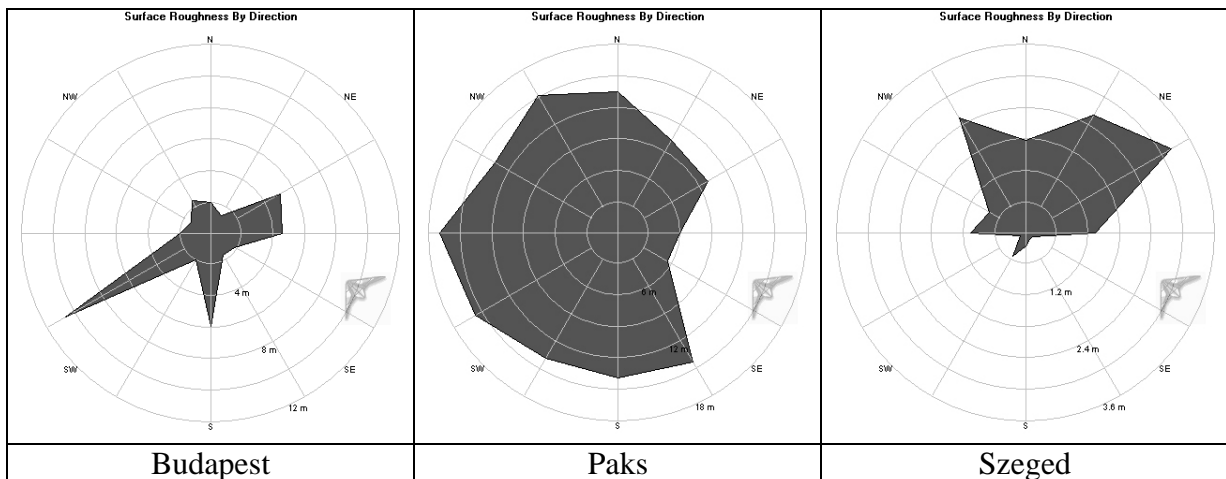 Surface Roughness By Direction
N
NW
NE
4 m
8 m
12 m
SW
SE
S
Budapest
Surface Roughness By Direction
N
NW
NE
6 m
12 m
18 m
SW
SE
S
Paks
Surface Roughness By Direction
N
NW
NE
1.2 m
2.4 m
3.6 m
SW
SE
S
Szeged